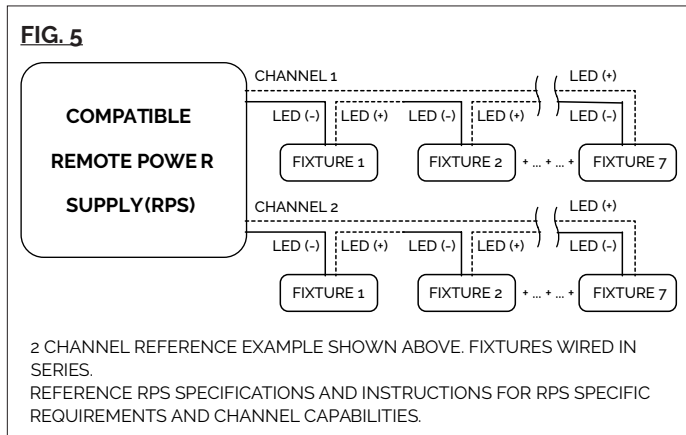 FIG. 5
COMPATIBLE
REMOTE POWER
SUPPLY(RPS)
CHANNEL 1
LED (+)
LED (-)
LED (+)
LED (-)
LED (+)
LED (-)
FIXTURE 1
FIXTURE 2
+ ... + ... +
FIXTURE 7
CHANNEL 2
LED (+)
LED (-)
LED (+)
LED (-)
LED (+)
LED (-)
FIXTURE 1
FIXTURE 2
+ ... + ... +
FIXTURE 7
2 CHANNEL REFERENCE EXAMPLE SHOWN ABOVE. FIXTURES WIRED IN
SERIES.
REFERENCE RPS SPECIFICATIONS AND INSTRUCTIONS FOR RPS SPECIFIC
REQUIREMENTS AND CHANNEL CAPABILITIES.